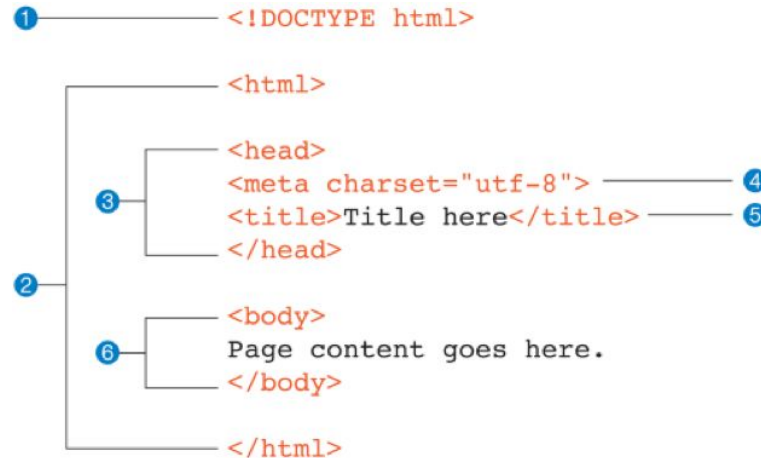 1 <!DOCTYPE html>
<html>
<head>
<meta charset="utf-8"> 4
3 <title>Title here</title> 5
</head>
2
<body>
6 Page content goes here.
</body>
</html>